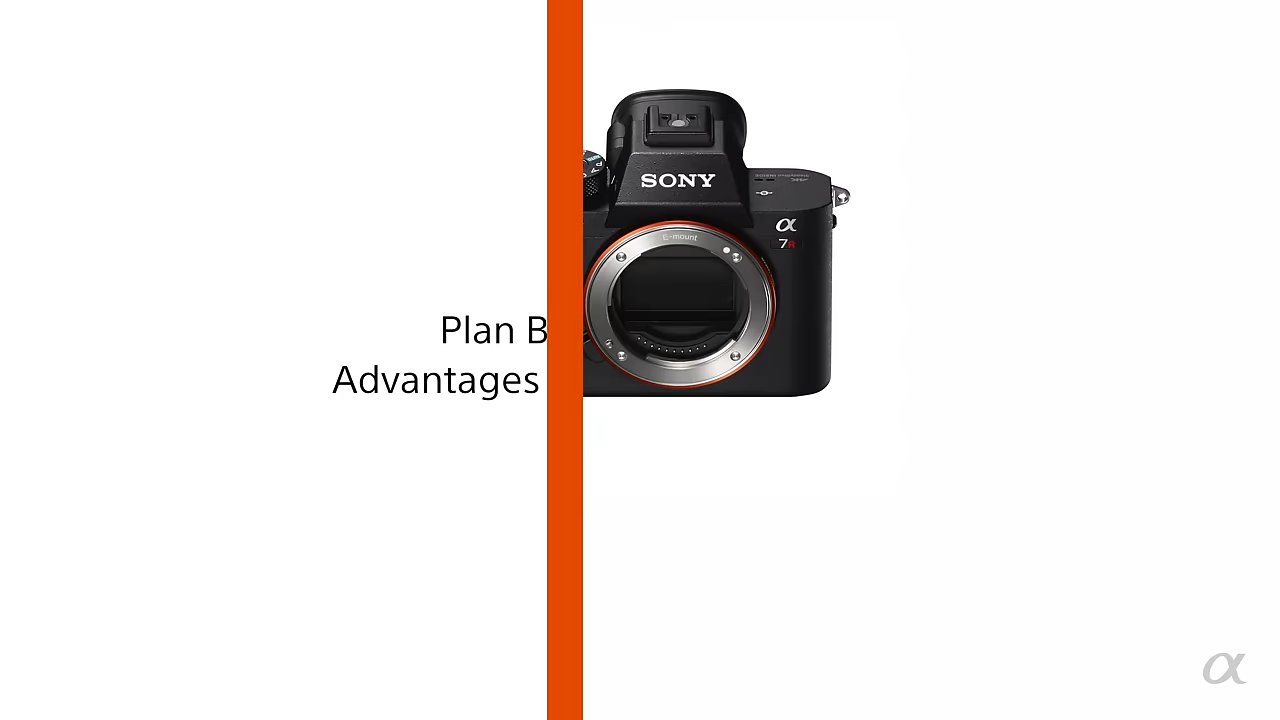 Plan B
Advantages
SONY
α
7R
E-mount
α